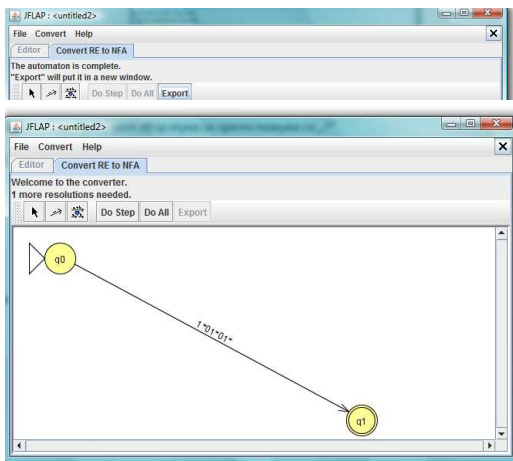 JFLAP : <untitled2>
File Convert Help
Editor Convert RE to NFA
The automaton is complete.
"Export" will put it in a new window.
Do Step Do All Export
JFLAP : <untitled2>
File Convert Help
Editor Convert RE to NFA
Welcome to the converter.
1 more resolutions needed.
Do Step Do All Export
q0
1*01*01*
q1